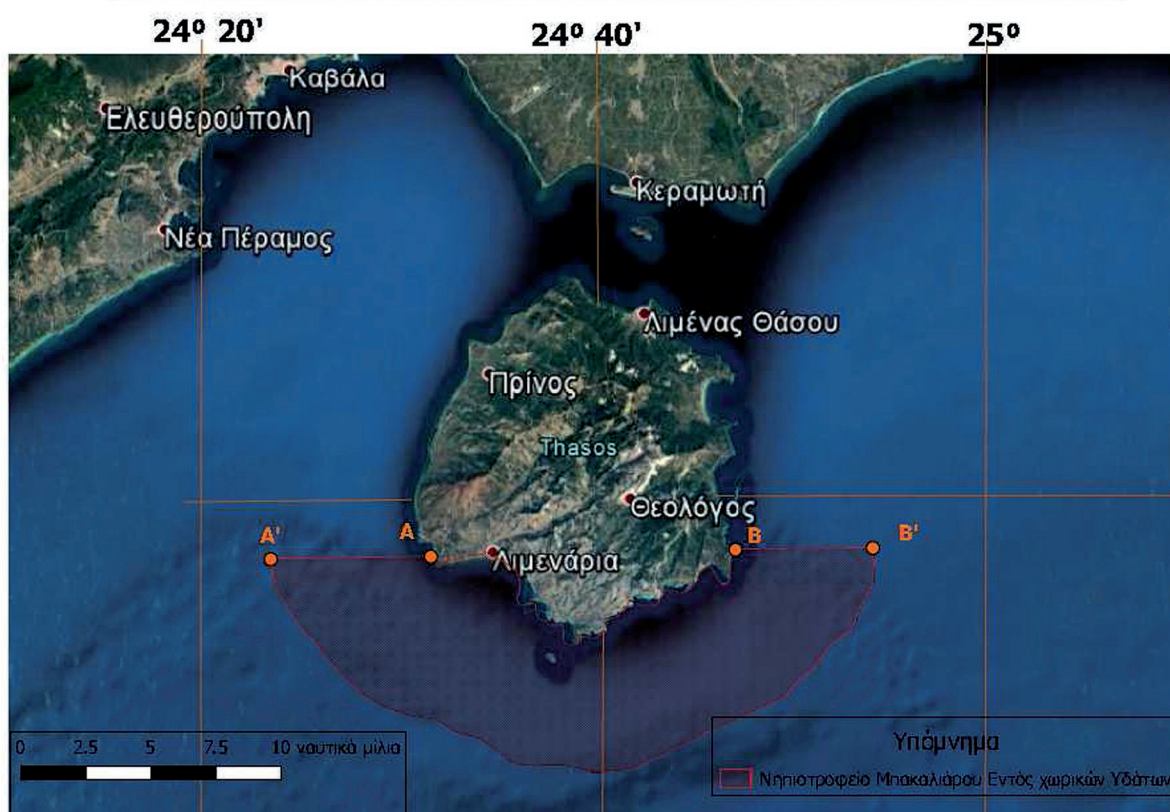 24º 20' 24º 40' 25º
Καβάλα
Ελευθερούπολη
Κεραμωτή
Νέα Πέραμος
Λιμένας Θάσου
Πρίνος
Thasos
Θεολόγος
A' A B B'
Λιμενάρια
0 2.5 5 7.5 10 ναυτικά μίλια
Υπόμνημα
Νηπιοτροφείο Μπακαλιάρου Εντός χωρικών Υδάτων